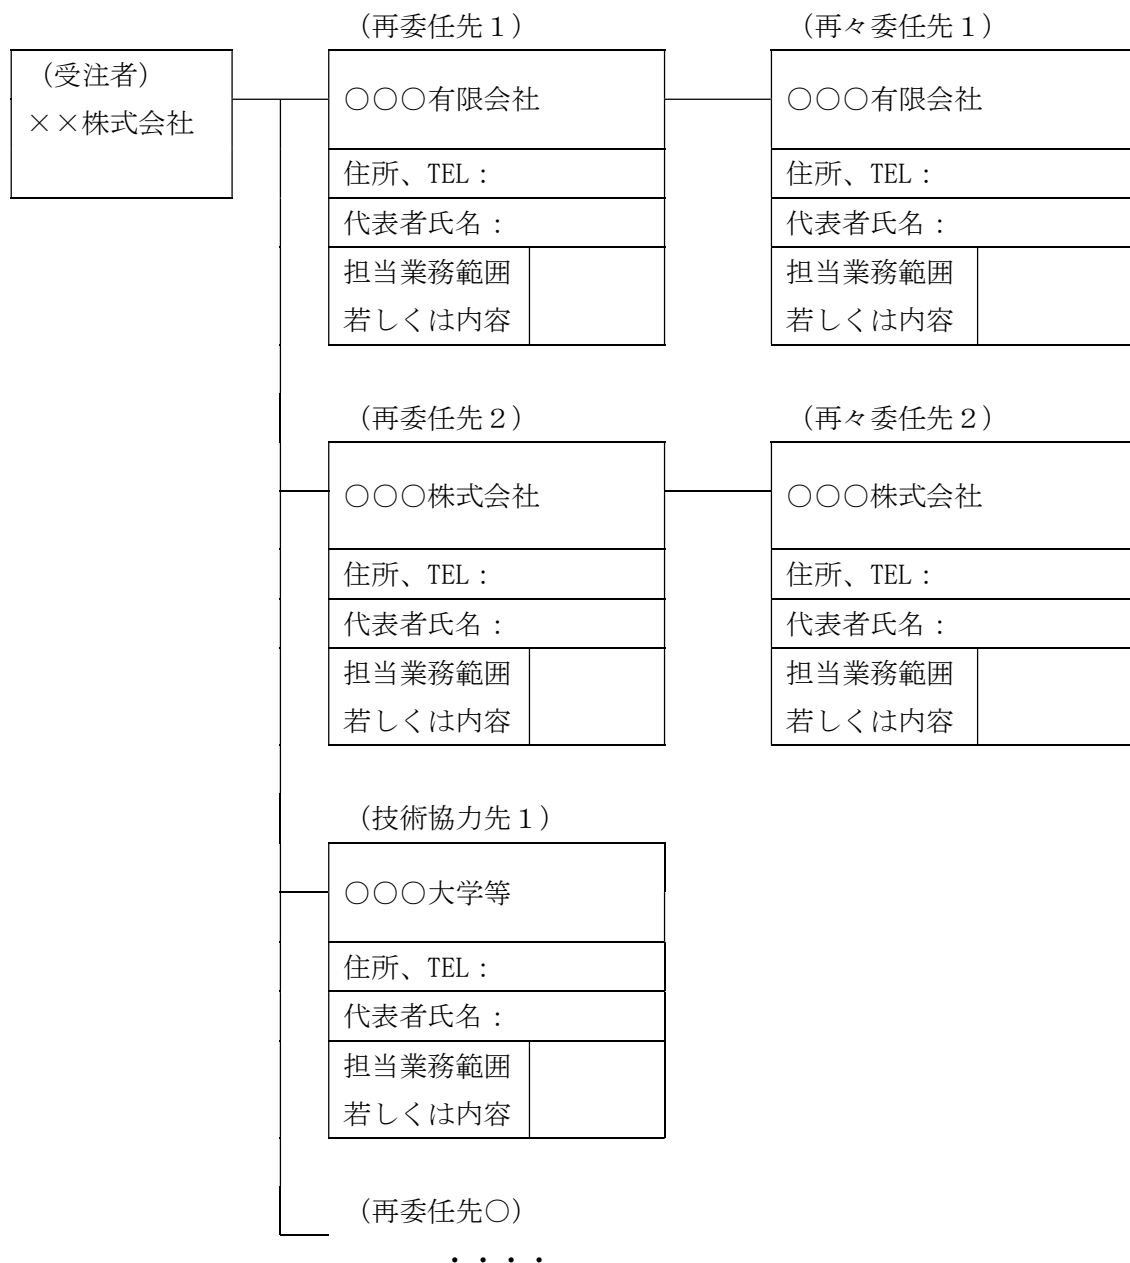 (再委任先１)
(再々委任先１)
(受注者)
××株式会社
○○○有限会社
○○○有限会社
住所、TEL：
住所、TEL：
代表者氏名：
代表者氏名：
担当業務範囲
若しくは内容
担当業務範囲
若しくは内容
(再委任先２)
(再々委任先２)
○○○株式会社
○○○株式会社
住所、TEL：
住所、TEL：
代表者氏名：
代表者氏名：
担当業務範囲
若しくは内容
担当業務範囲
若しくは内容
(技術協力先１)
○○○大学等
住所、TEL：
代表者氏名：
担当業務範囲
若しくは内容
(再委任先○)
・・・・